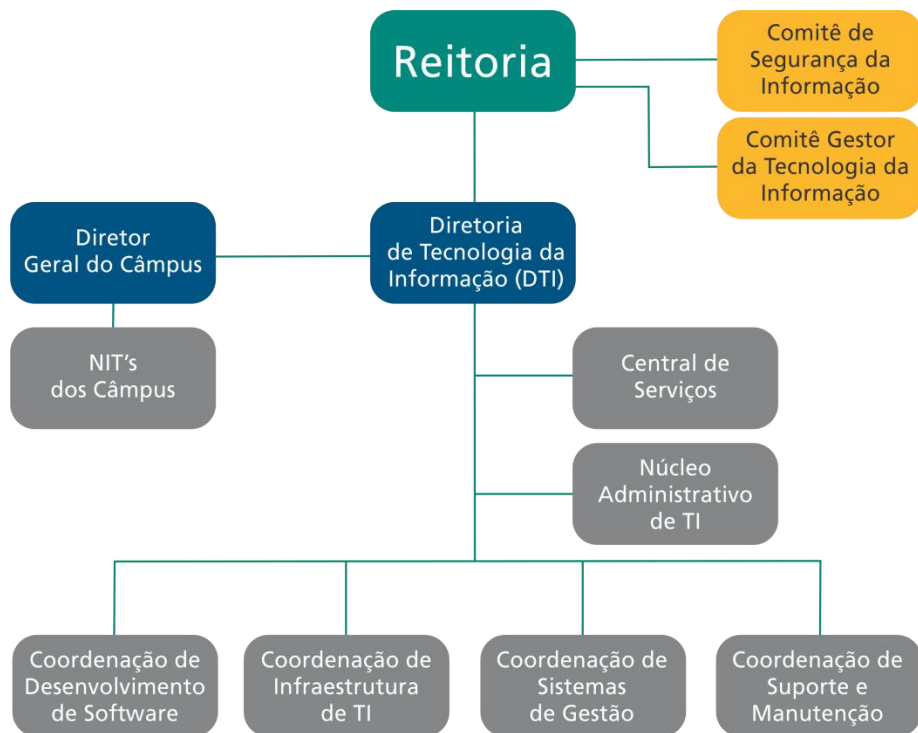 Reitoria
Comitê de
Segurança da
Informação
Comitê Gestor
da Tecnologia da
Informação
Diretor
Geral do Câmpus
Diretoria
de Tecnologia da
Informação (DTI)
NIT’s
dos Câmpus
Central de
Serviços
Núcleo
Administrativo
de TI
Coordenação de
Desenvolvimento
de Software
Coordenação de
Infraestrutura
de TI
Coordenação de
Sistemas
de Gestão
Coordenação de
Suporte e
Manutenção